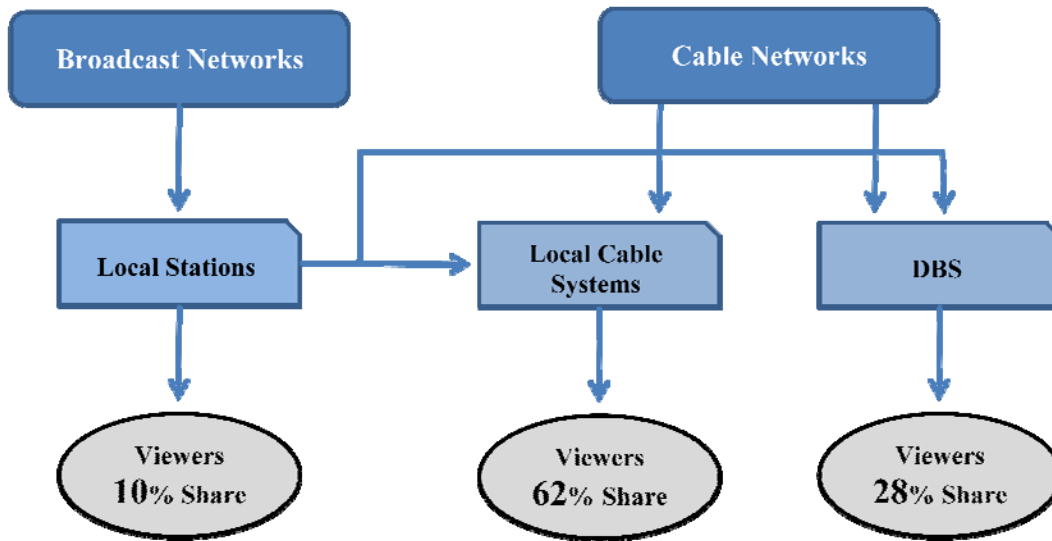 Broadcast Networks
Cable Networks
Local Stations
Local Cable
Systems
DBS
Viewers
10% Share
Viewers
62% Share
Viewers
28% Share